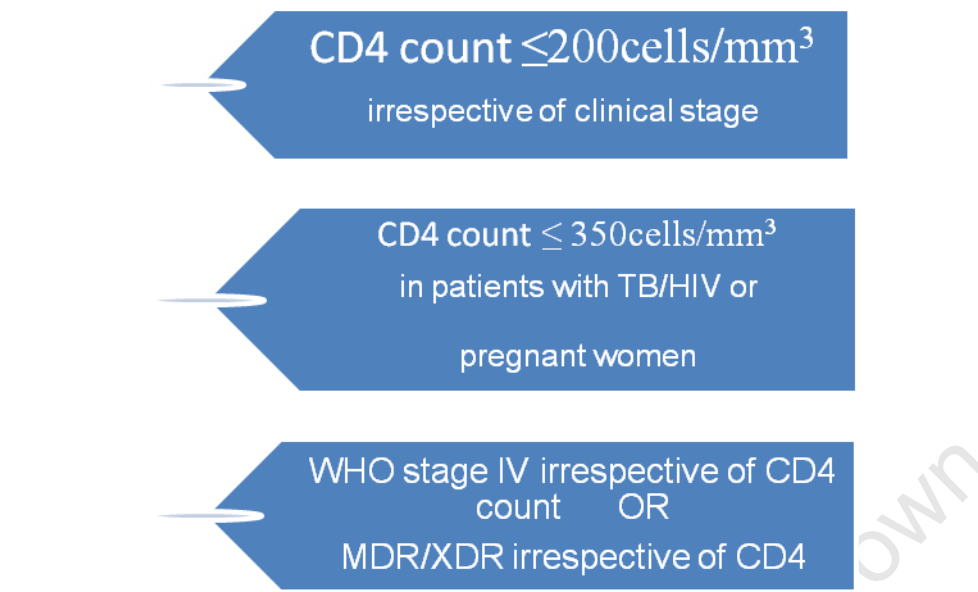 CD4 count ≤200cells/mm³
irrespective of clinical stage
CD4 count ≤ 350cells/mm³
in patients with TB/HIV or
pregnant women
WHO stage IV irrespective of CD4
count OR
MDR/XDR irrespective of CD4
own